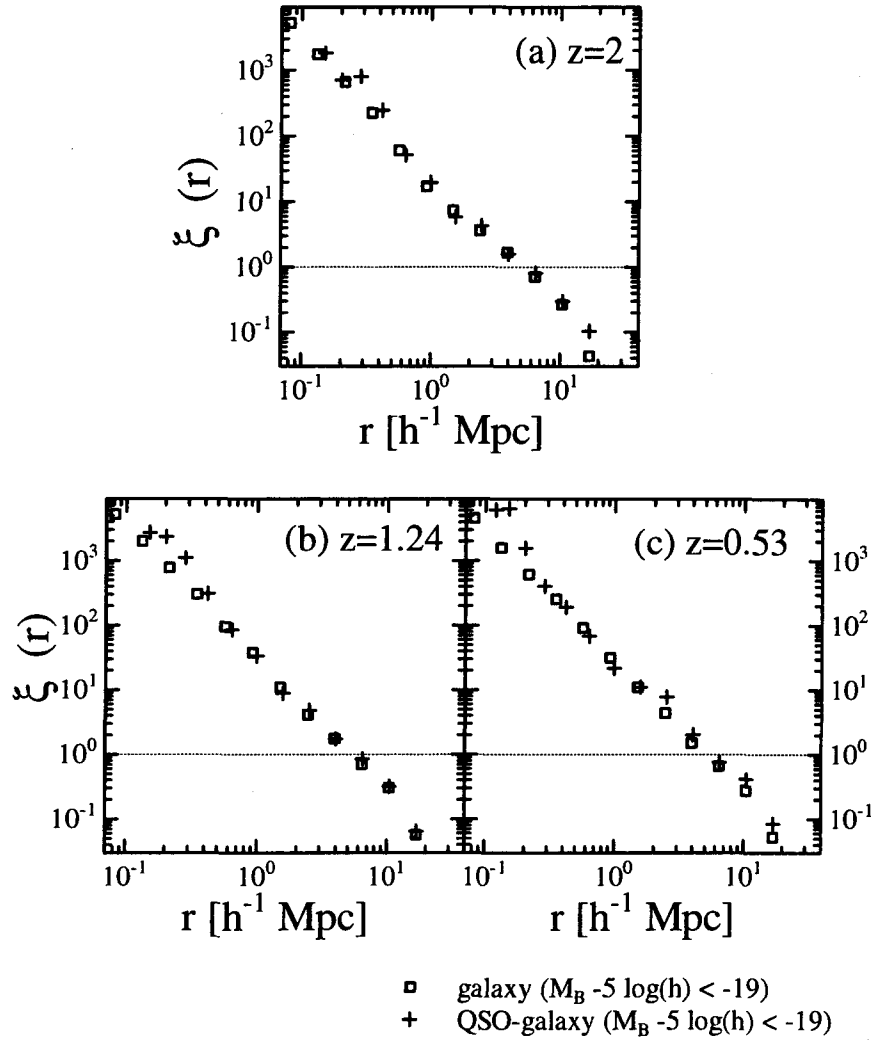 (a) z=2
10³
10²
10¹
10⁰
10⁻¹
ξ (r)
10⁻¹ 10⁰ 10¹
r [h⁻¹ Mpc]
(b) z=1.24
(c) z=0.53
10³
10²
10¹
10⁰
10⁻¹
ξ (r)
10³
10²
10¹
10⁰
10⁻¹
10⁻¹ 10⁰ 10¹
10⁻¹ 10⁰ 10¹
r [h⁻¹ Mpc]
r [h⁻¹ Mpc]
galaxy (M_B -5 log(h) < -19)
QSO-galaxy (M_B -5 log(h) < -19)